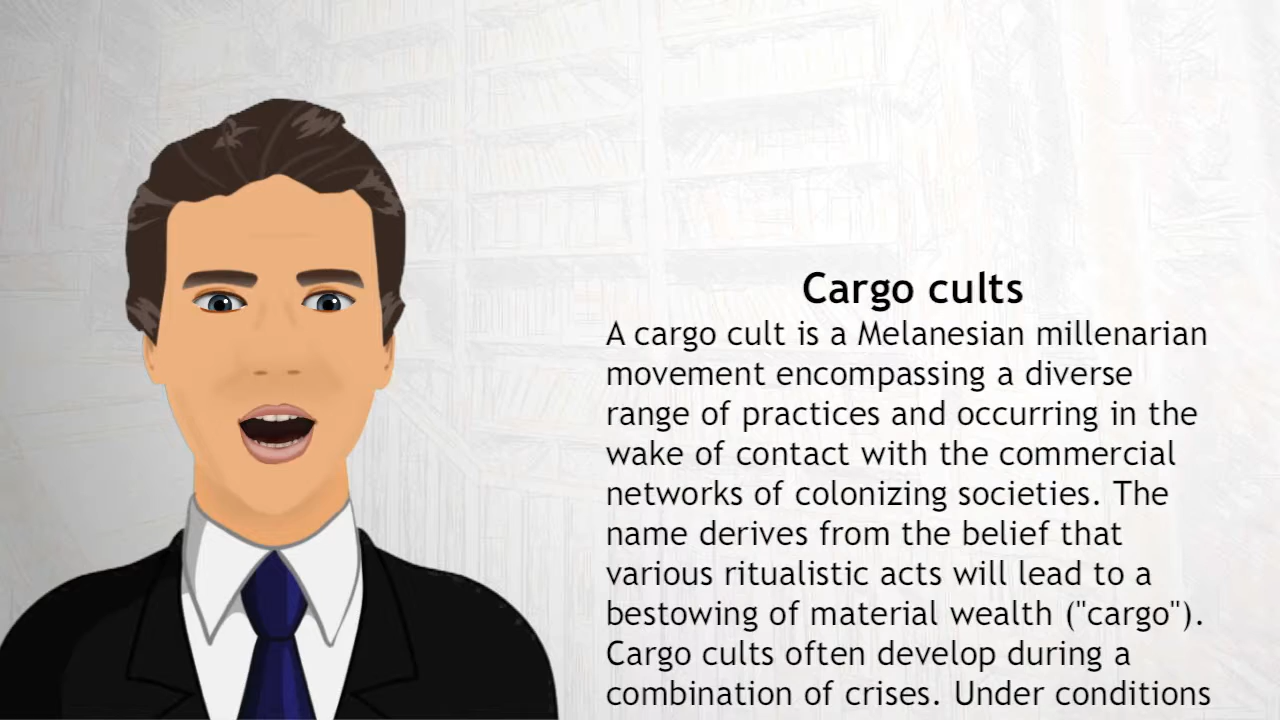 Cargo cults
A cargo cult is a Melanesian millenarian
movement encompassing a diverse
range of practices and occurring in the
wake of contact with the commercial
networks of colonizing societies. The
name derives from the belief that
various ritualistic acts will lead to a
bestowing of material wealth ("cargo").
Cargo cults often develop during a
combination of crises. Under conditions